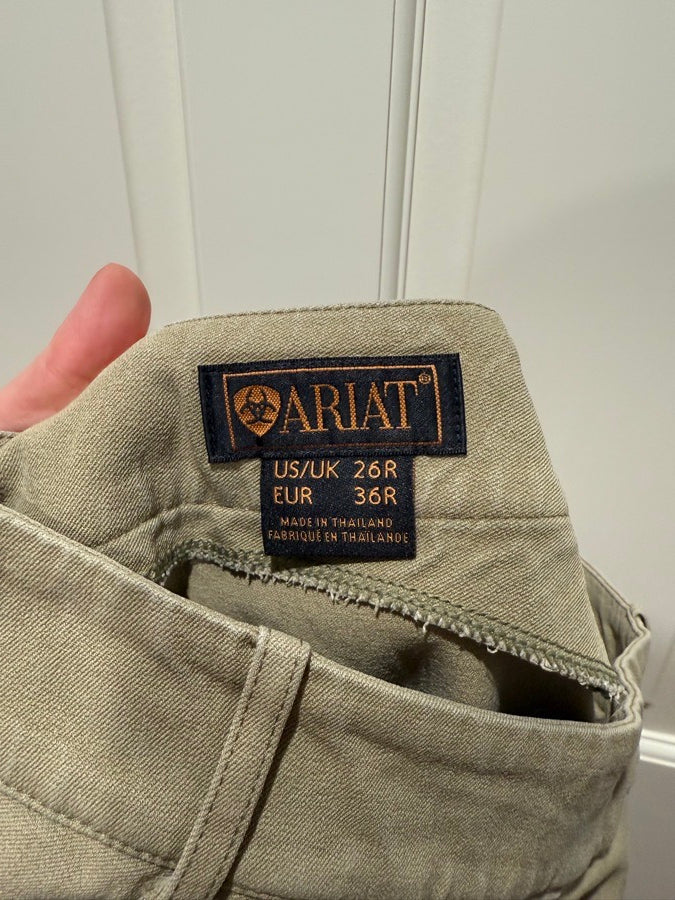 ARIAT®
US/UK 26R
EUR 36R
MADE IN THAILAND
FABRIQUÉ EN THAÏLANDE